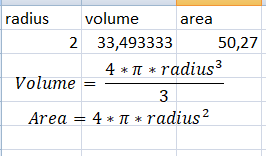 radius volume area
2 33,493333 50,27
Volume = 4 * π * radius³ / 3
Area = 4 * π * radius²